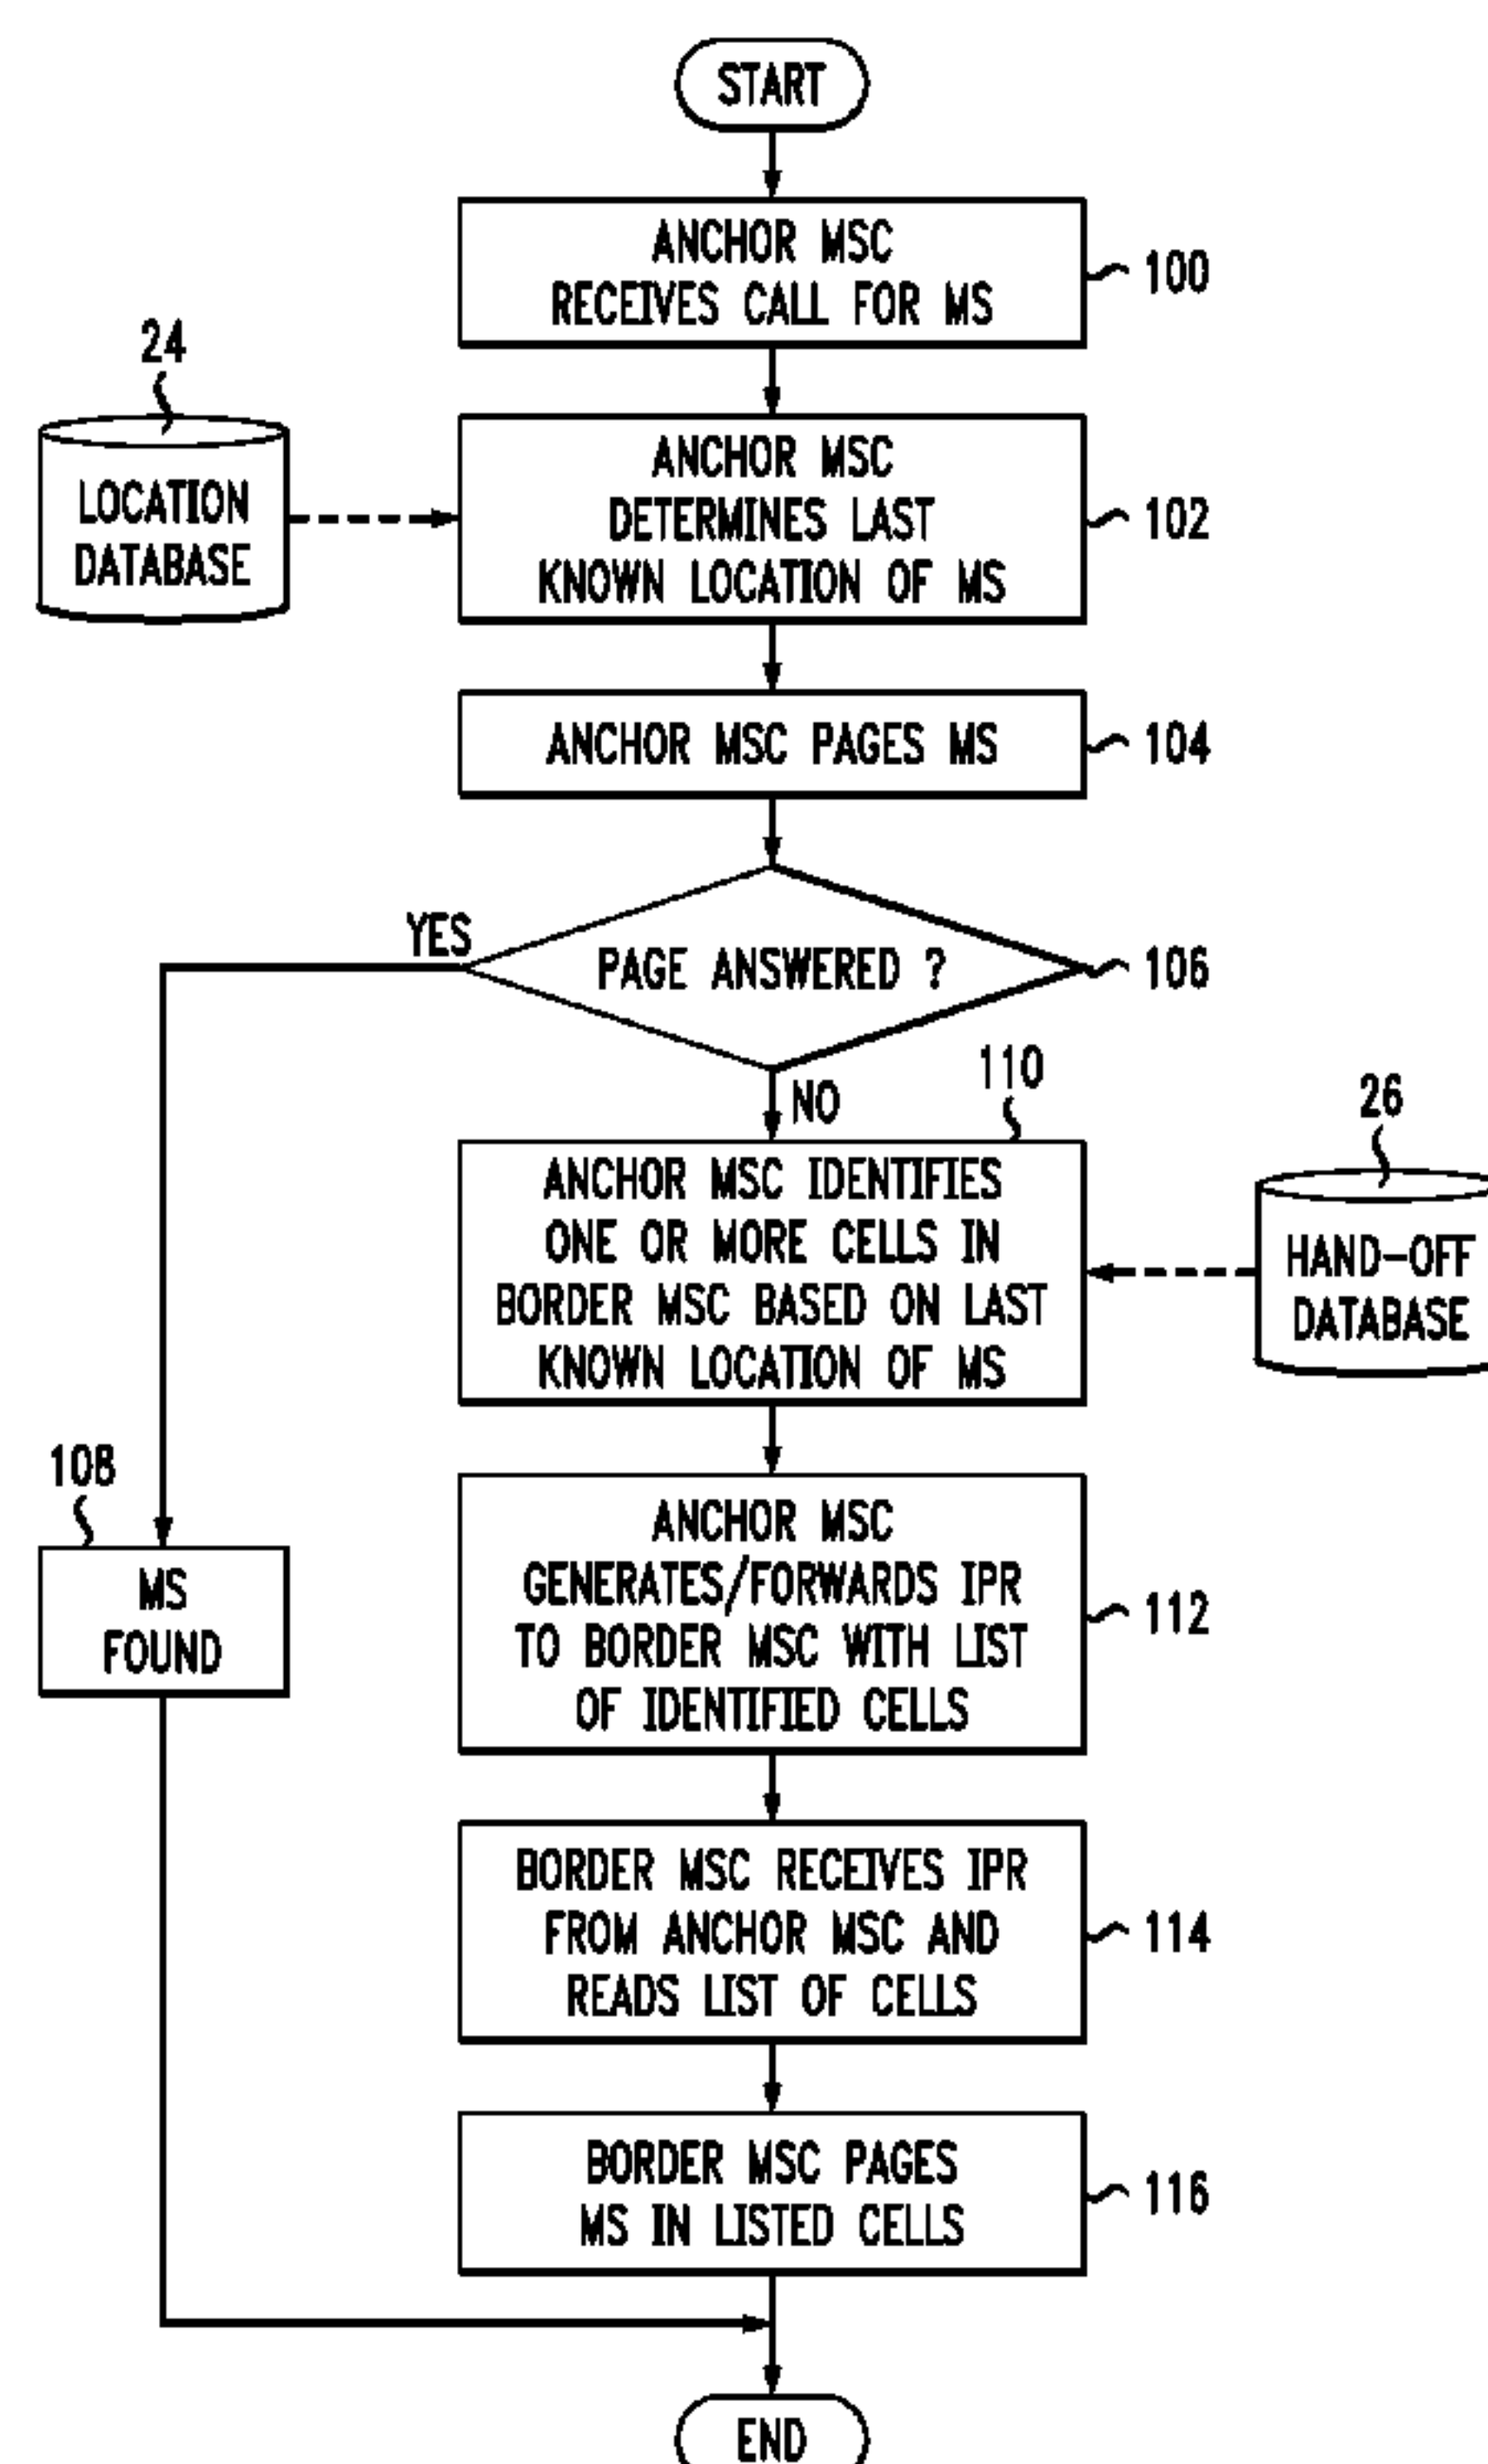 START
ANCHOR MSC
RECEIVES CALL FOR MS
100
24
LOCATION
DATABASE
ANCHOR MSC
DETERMINES LAST
KNOWN LOCATION OF MS
102
ANCHOR MSC PAGES MS
104
YES
PAGE ANSWERED ?
106
NO
110
26
ANCHOR MSC IDENTIFIES
ONE OR MORE CELLS IN
BORDER MSC BASED ON LAST
KNOWN LOCATION OF MS
HAND-OFF
DATABASE
108
MS
FOUND
ANCHOR MSC
GENERATES/FORWARDS IPR
TO BORDER MSC WITH LIST
OF IDENTIFIED CELLS
112
BORDER MSC RECEIVES IPR
FROM ANCHOR MSC AND
READS LIST OF CELLS
114
BORDER MSC PAGES
MS IN LISTED CELLS
116
END